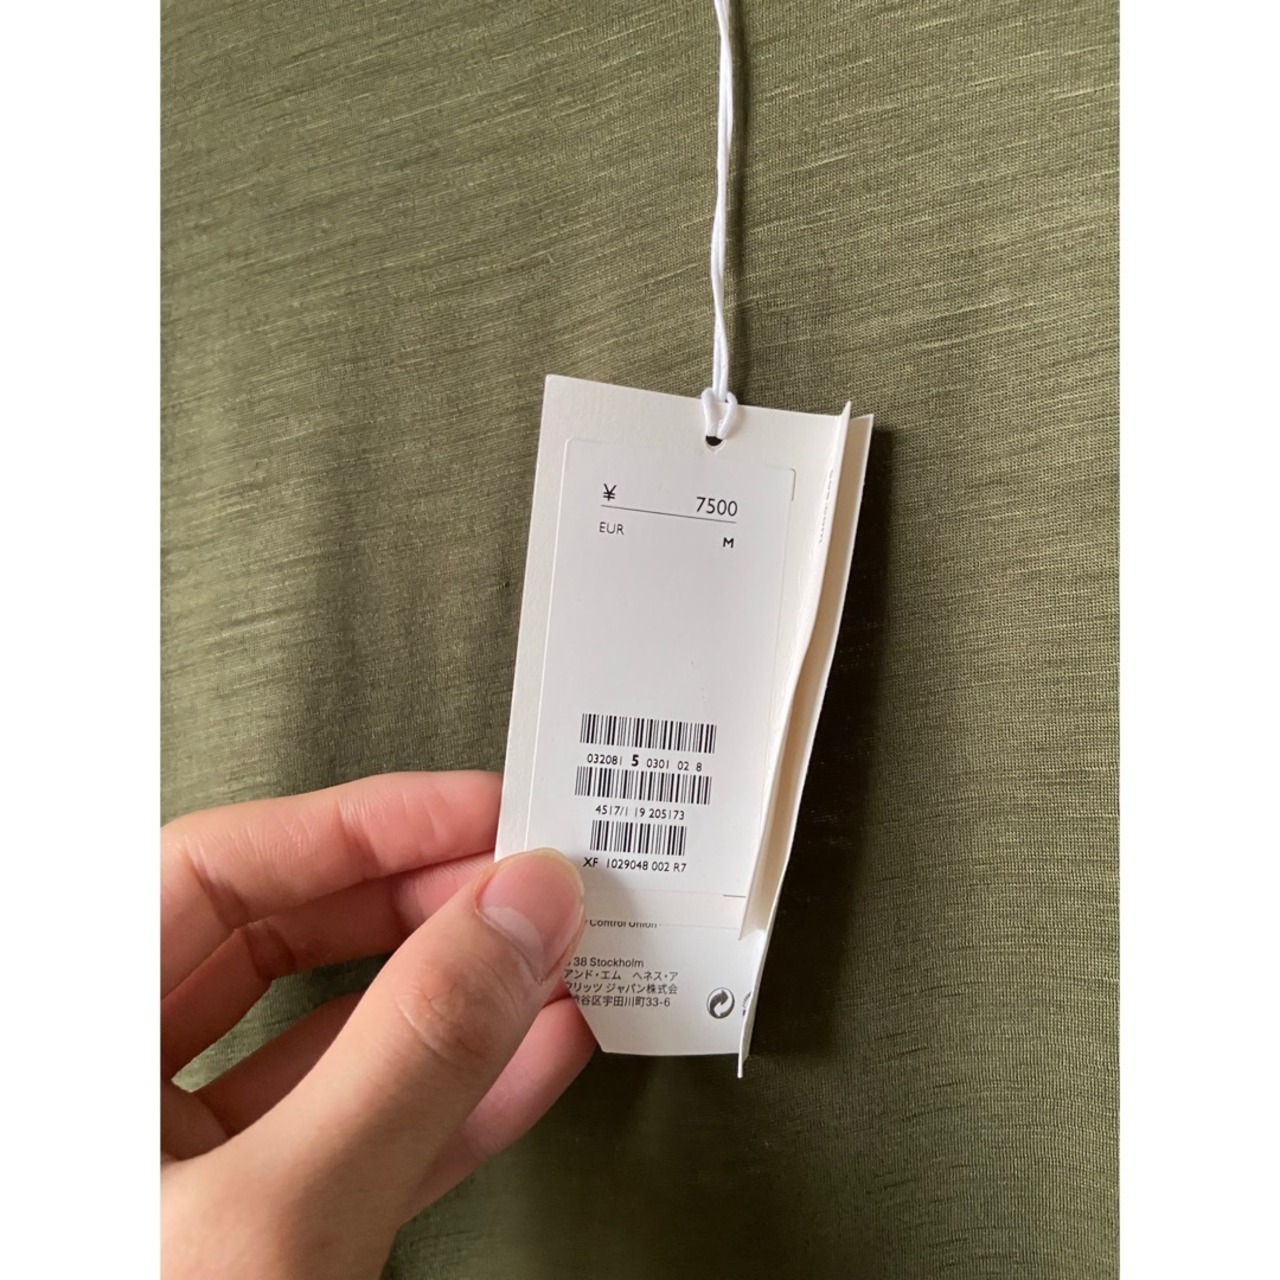 ¥ 7500
EUR M
032081 5 0301 02 8
4517/1 19 205173
XF 1029048 002 R7
Control Union
38 Stockholm
アンド・エム ヘネス・ア
ウリッツ ジャパン株式会
渋谷区宇田川町33-6